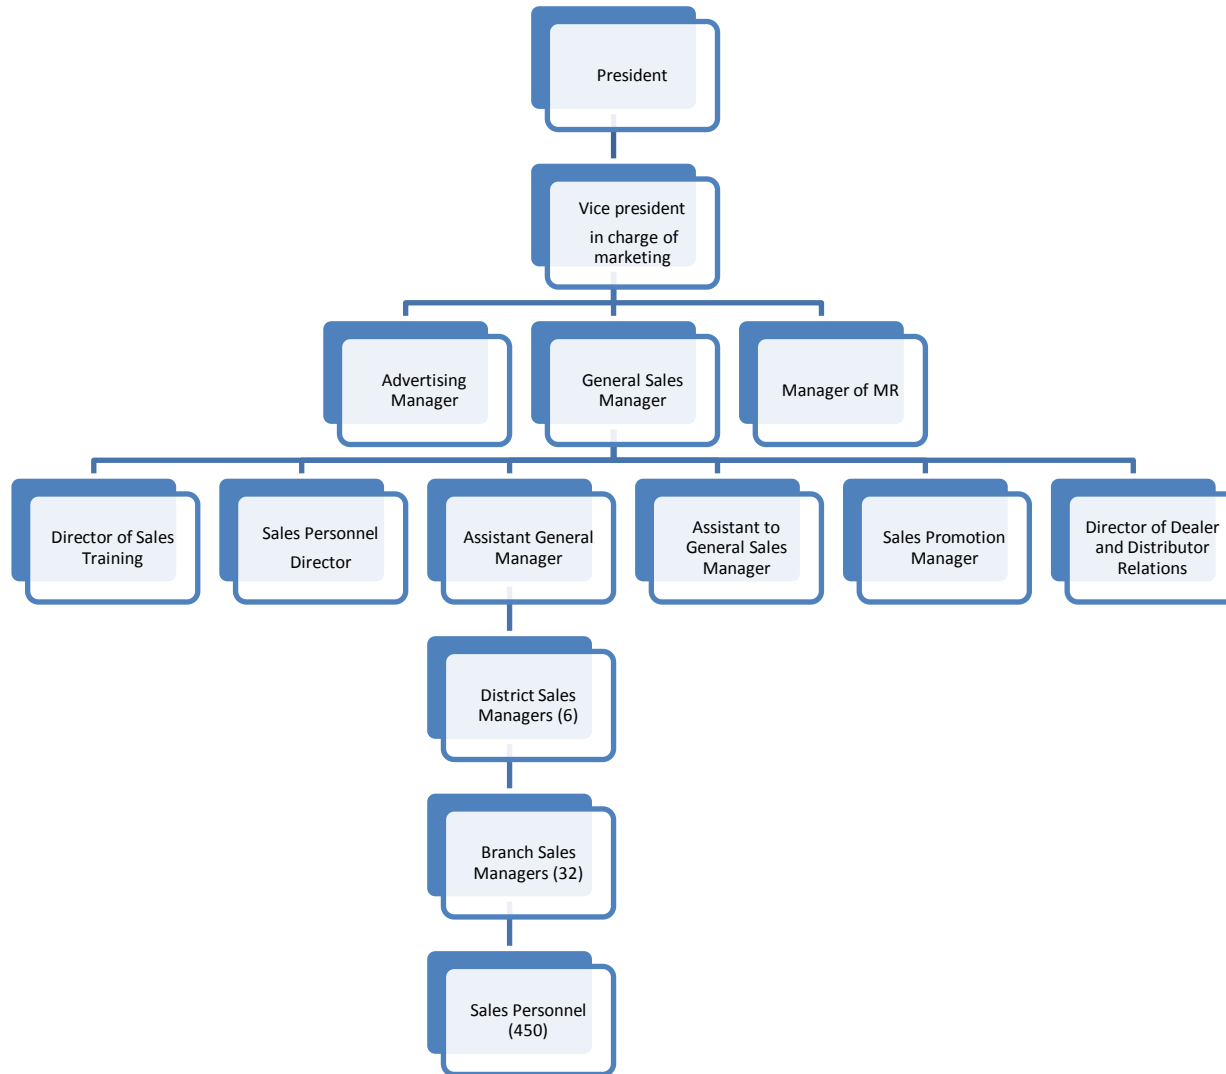 President
Vice president
in charge of
marketing
Advertising
Manager
General Sales
Manager
Manager of MR
Director of Sales
Training
Sales Personnel
Director
Assistant General
Manager
Assistant to
General Sales
Manager
Sales Promotion
Manager
Director of Dealer
and Distributor
Relations
District Sales
Managers (6)
Branch Sales
Managers (32)
Sales Personnel
(450)